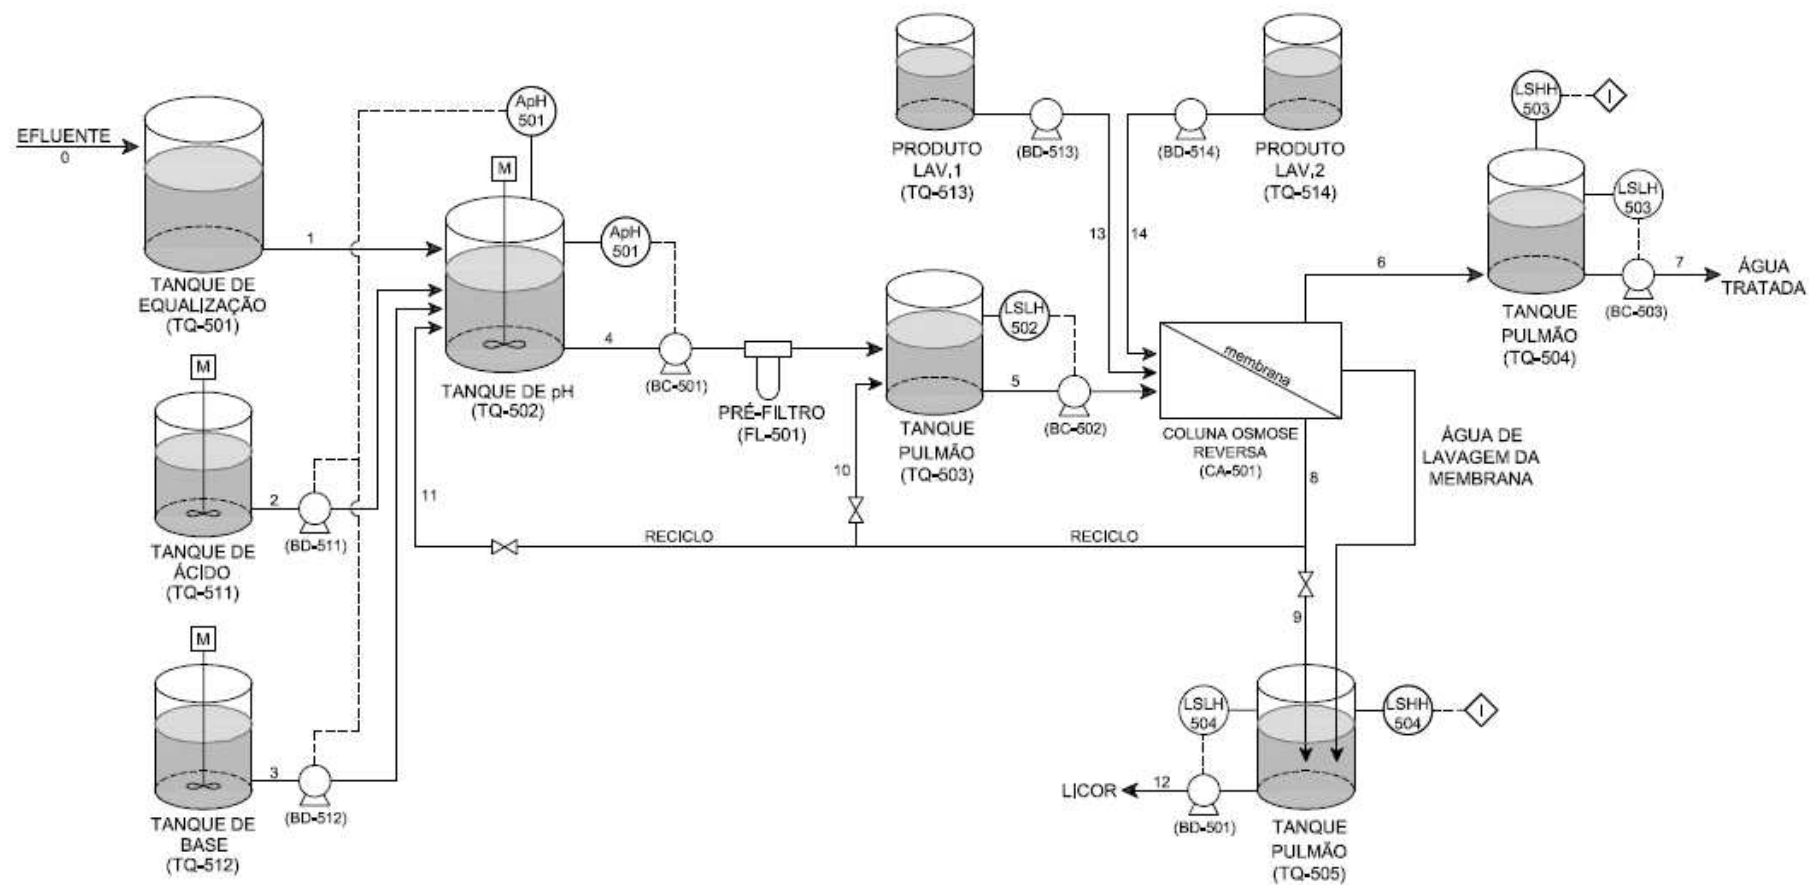 EFLUENTE
0
TANQUE DE
EQUALIZAÇÃO
(TQ-501)
1
M
TANQUE DE
ÁCIDO
(TQ-511)
2
(BD-511)
M
TANQUE DE
BASE
(TQ-512)
3
(BD-512)
ApH
501
M
ApH
501
TANQUE DE pH
(TQ-502)
4
(BC-501)
PRÉ-FILTRO
(FL-501)
11
RECICLO
10
RECICLO
LSLH
502
TANQUE
PULMÃO
(TQ-503)
5
(BC-502)
PRODUTO
LAV,1
(TQ-513)
(BD-513)
13
PRODUTO
LAV,2
(TQ-514)
(BD-514)
14
membrana
COLUNA OSMOSE
REVERSA
(CA-501)
6
8
9
ÁGUA DE
LAVAGEM DA
MEMBRANA
LSHH
503
I
LSLH
503
TANQUE
PULMÃO
(TQ-504)
(BC-503)
7
ÁGUA
TRATADA
LSLH
504
LSHH
504
I
LICOR
12
(BD-501)
TANQUE
PULMÃO
(TQ-505)